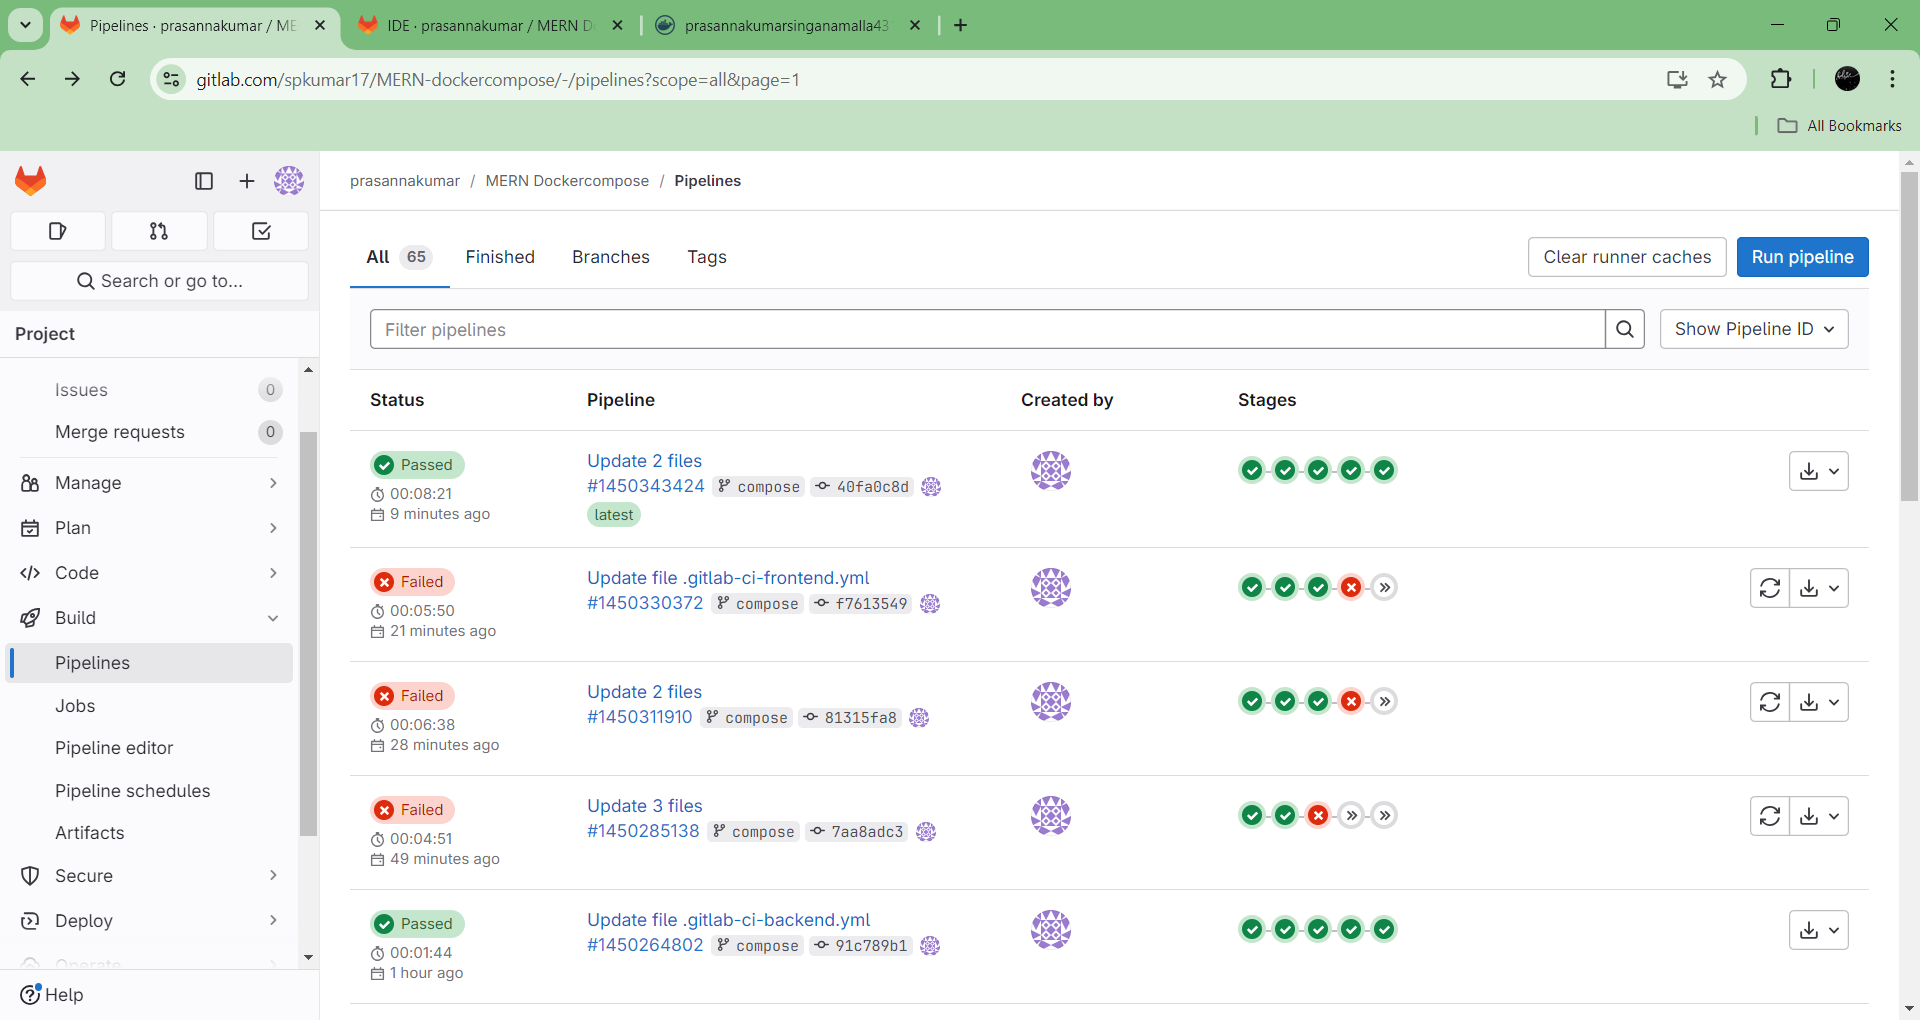 Pipelines · prasannakumar / ME
IDE · prasannakumar / MERN D
prasannakumarsinganamalla43
gitlab.com/spkumar17/MERN-dockercompose/-/pipelines?scope=all&page=1
All Bookmarks
prasannakumar / MERN Dockercompose / Pipelines
Search or go to...
Project
Issues 0
Merge requests 0
Manage
Plan
Code
Build
Pipelines
Jobs
Pipeline editor
Pipeline schedules
Artifacts
Secure
Deploy
Operate
Help
All 65 Finished Branches Tags
Clear runner caches Run pipeline
Filter pipelines
Show Pipeline ID
Status Pipeline Created by Stages
Passed
00:08:21
9 minutes ago
Update 2 files
#1450343424 compose 40fa0c8d
latest
Failed
00:05:50
21 minutes ago
Update file .gitlab-ci-frontend.yml
#1450330372 compose f7613549
Failed
00:06:38
28 minutes ago
Update 2 files
#1450311910 compose 81315fa8
Failed
00:04:51
49 minutes ago
Update 3 files
#1450285138 compose 7aa8adc3
Passed
00:01:44
1 hour ago
Update file .gitlab-ci-backend.yml
#1450264802 compose 91c789b1